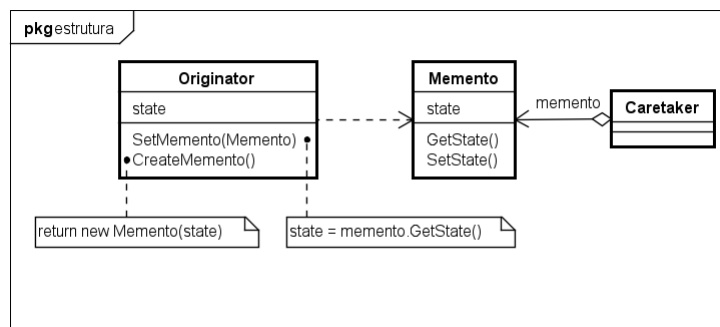 pkg estrutura
Originator
state
SetMemento(Memento)
CreateMemento()
Memento
state
GetState()
SetState()
memento
Caretaker
return new Memento(state)
state = memento.GetState()